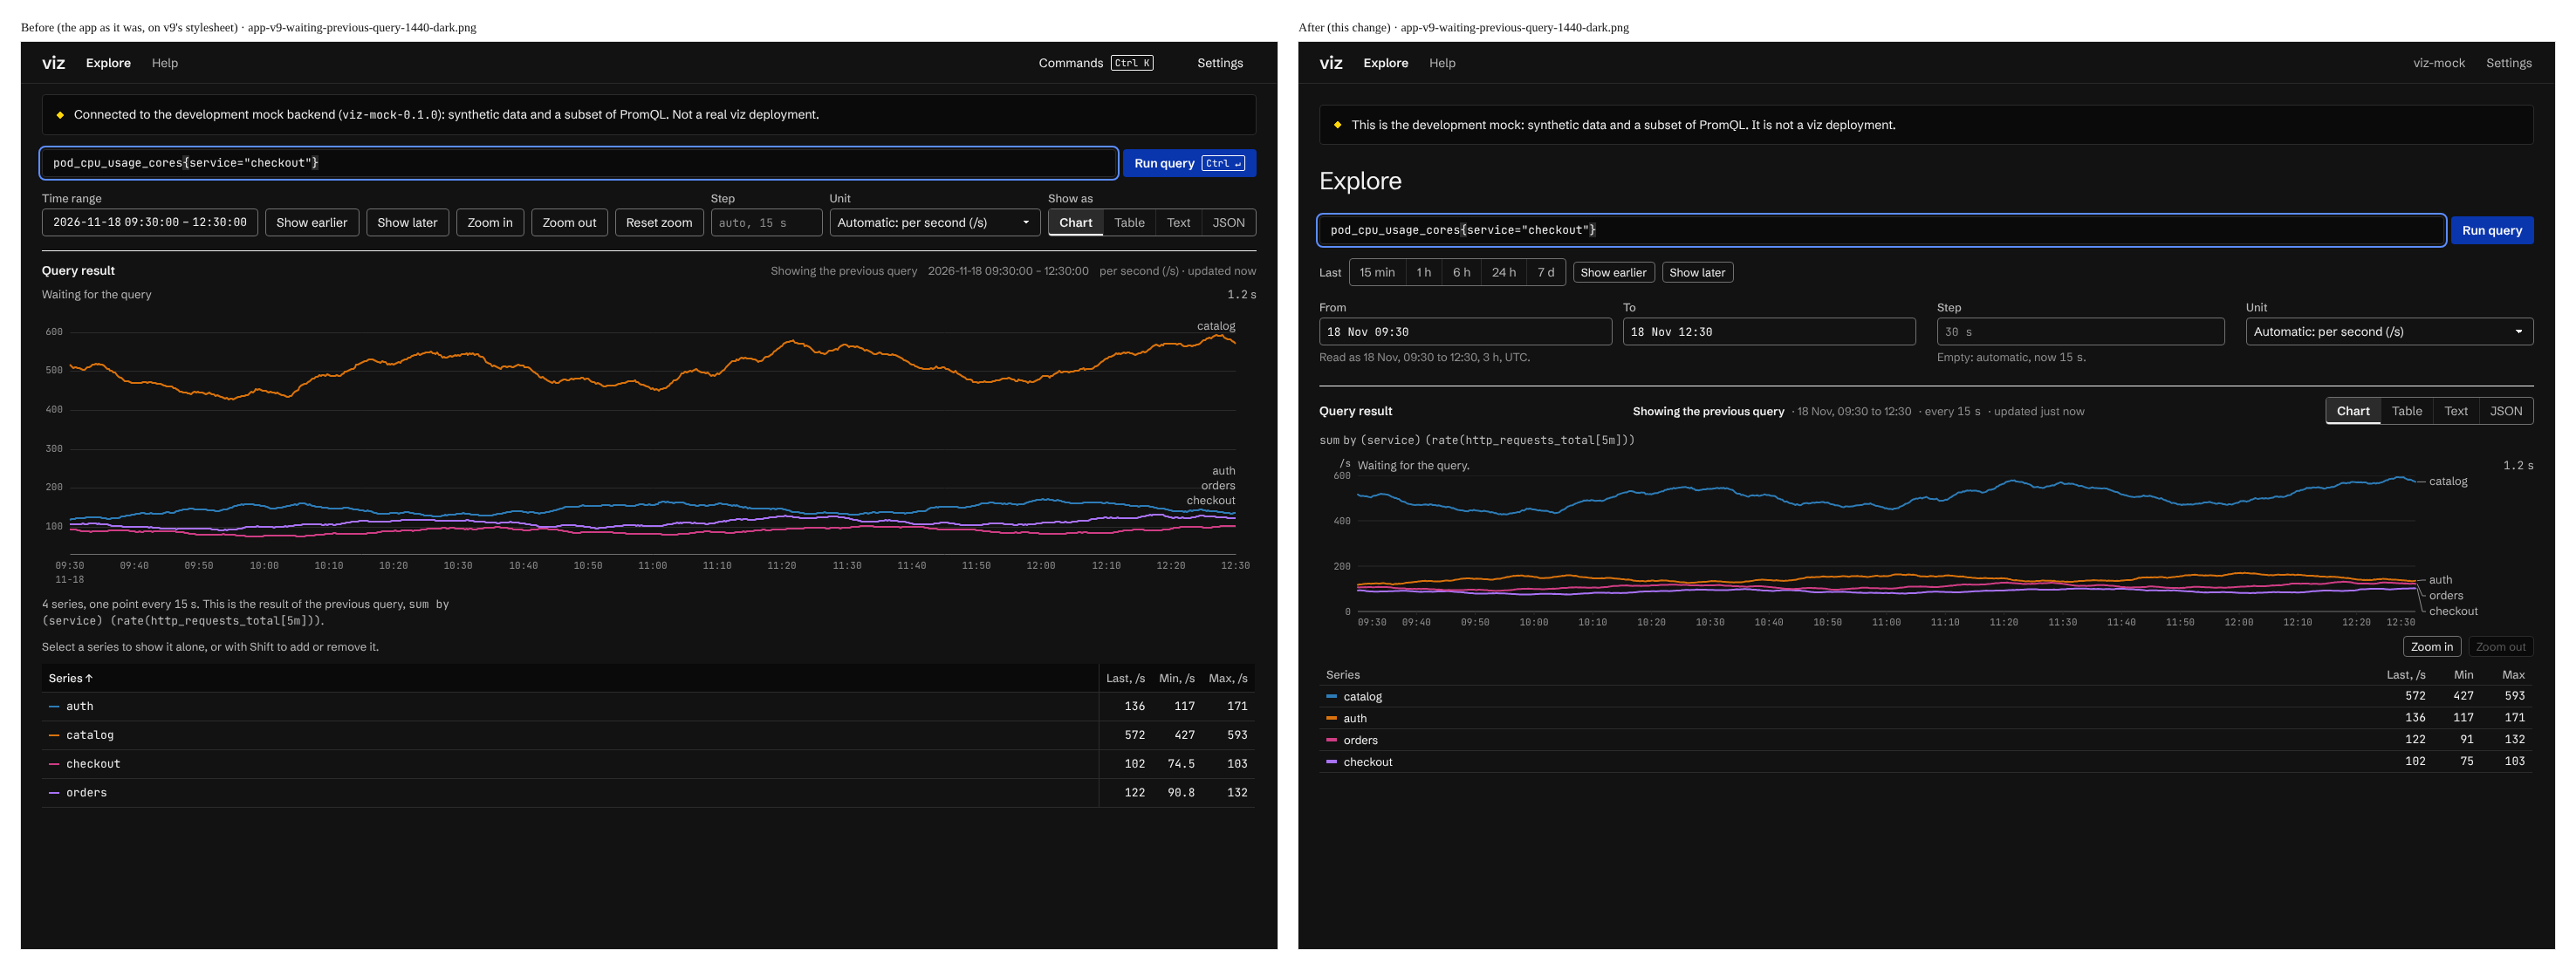 Before (the app as it was, on v9's stylesheet) · app-v9-waiting-previous-query-1440-dark.png
viz Explore Help Commands Ctrl K Settings
Connected to the development mock backend (viz-mock-0.1.0): synthetic data and a subset of PromQL. Not a real viz deployment.
pod_cpu_usage_cores{service="checkout"} Run query Ctrl ↵
Time range Step Unit Show as
2026-11-18 09:30:00 – 12:30:00 Show earlier Show later Zoom in Zoom out Reset zoom auto, 15 s Automatic: per second (/s) Chart Table Text JSON
Query result Showing the previous query 2026-11-18 09:30:00 – 12:30:00 per second (/s) · updated now
Waiting for the query 1.2 s
catalog
600
500
400
300
auth
200 orders
checkout
100
09:30 09:40 09:50 10:00 10:10 10:20 10:30 10:40 10:50 11:00 11:10 11:20 11:30 11:40 11:50 12:00 12:10 12:20 12:30
11-18
4 series, one point every 15 s. This is the result of the previous query, sum by
(service) (rate(http_requests_total[5m])).
Select a series to show it alone, or with Shift to add or remove it.
Series ↑ Last, /s Min, /s Max, /s
auth 136 117 171
catalog 572 427 593
checkout 102 74.5 103
orders 122 90.8 132
After (this change) · app-v9-waiting-previous-query-1440-dark.png
viz Explore Help viz-mock Settings
This is the development mock: synthetic data and a subset of PromQL. It is not a viz deployment.
Explore
pod_cpu_usage_cores{service="checkout"} Run query
Last 15 min 1 h 6 h 24 h 7 d Show earlier Show later
From To Step Unit
18 Nov 09:30 18 Nov 12:30 30 s Automatic: per second (/s)
Read as 18 Nov, 09:30 to 12:30, 3 h, UTC. Empty: automatic, now 15 s.
Query result Showing the previous query · 18 Nov, 09:30 to 12:30 · every 15 s · updated just now Chart Table Text JSON
sum by (service) (rate(http_requests_total[5m]))
/s Waiting for the query. 1.2 s
600
catalog
400
200
auth
orders
0 checkout
09:30 09:40 09:50 10:00 10:10 10:20 10:30 10:40 10:50 11:00 11:10 11:20 11:30 11:40 11:50 12:00 12:10 12:20 12:30
Zoom in Zoom out
Series Last, /s Min Max
catalog 572 427 593
auth 136 117 171
orders 122 91 132
checkout 102 75 103